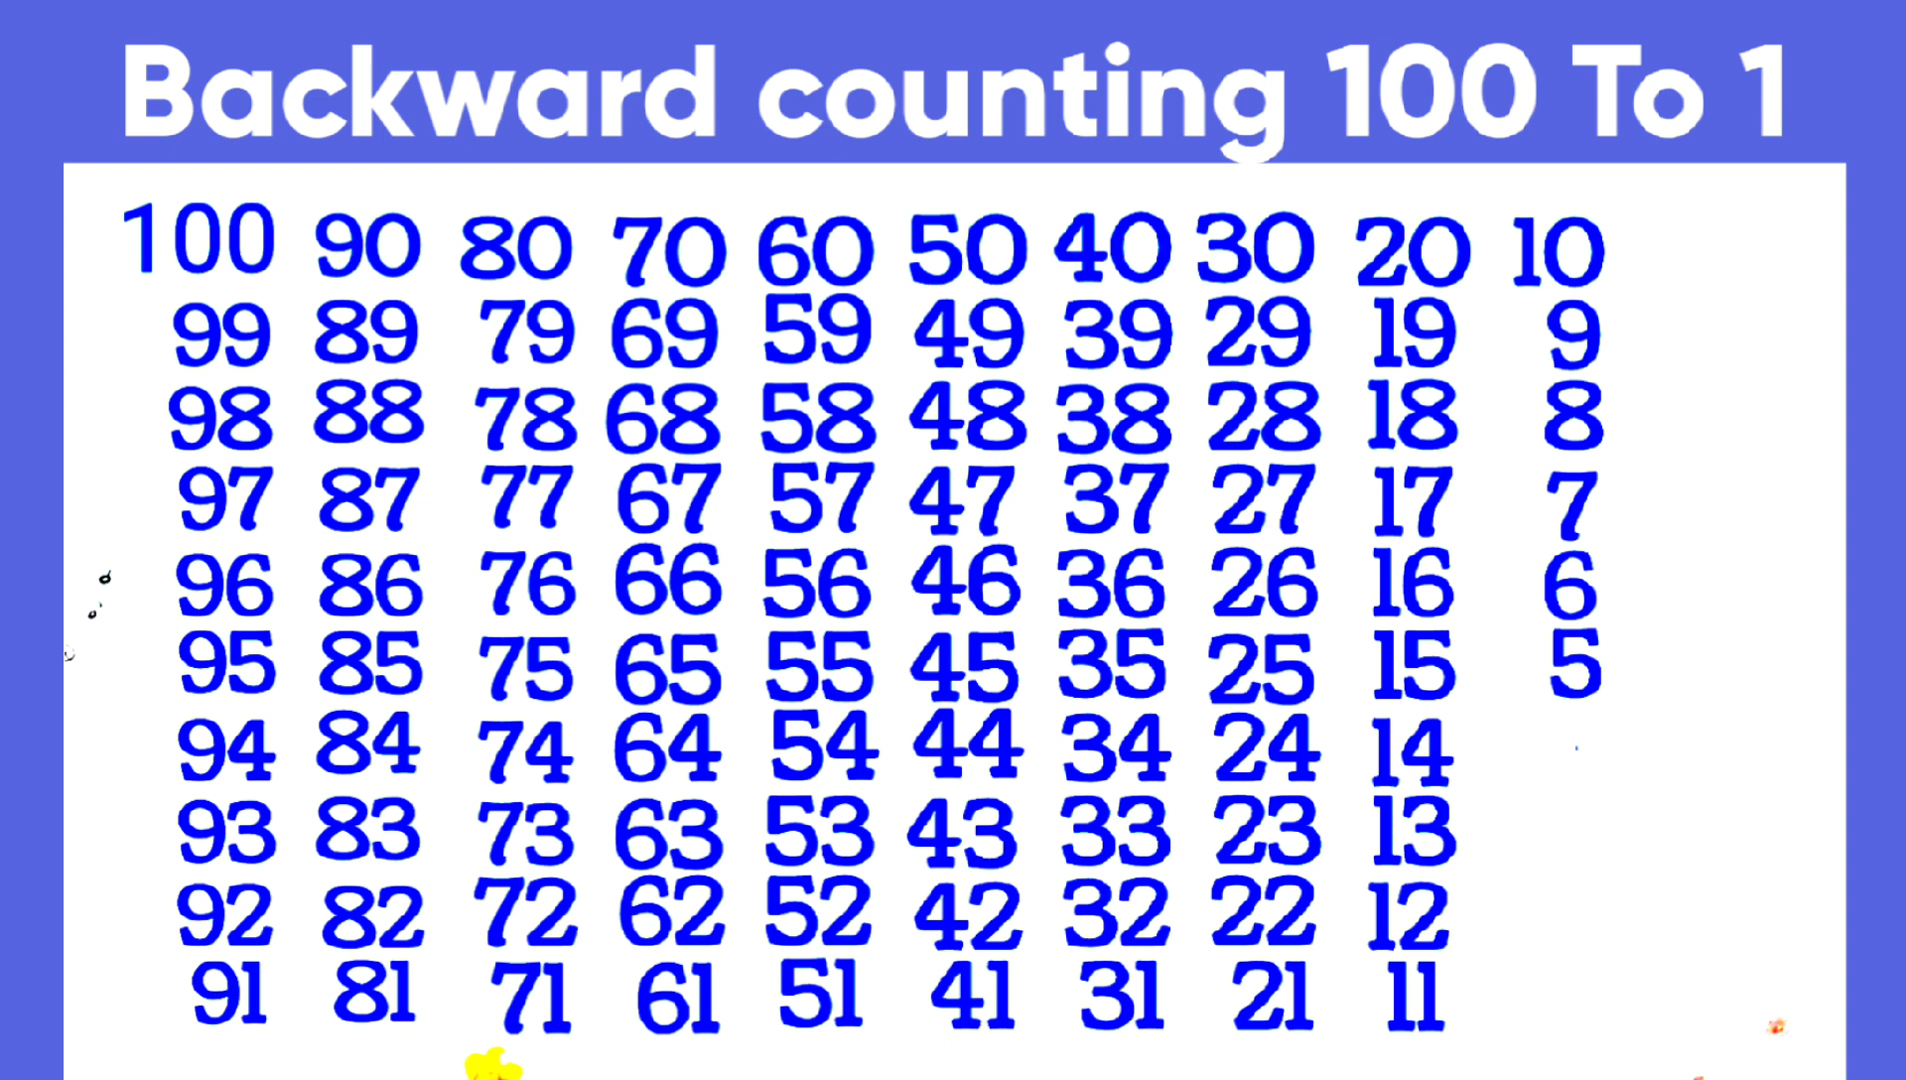 Backward counting 100 To 1
100 90 80 70 60 50 40 30 20 10
99 89 79 69 59 49 39 29 19 9
98 88 78 68 58 48 38 28 18 8
97 87 77 67 57 47 37 27 17 7
96 86 76 66 56 46 36 26 16 6
95 85 75 65 55 45 35 25 15 5
94 84 74 64 54 44 34 24 14
93 83 73 63 53 43 33 23 13
92 82 72 62 52 42 32 22 12
91 81 71 61 51 41 31 21 11